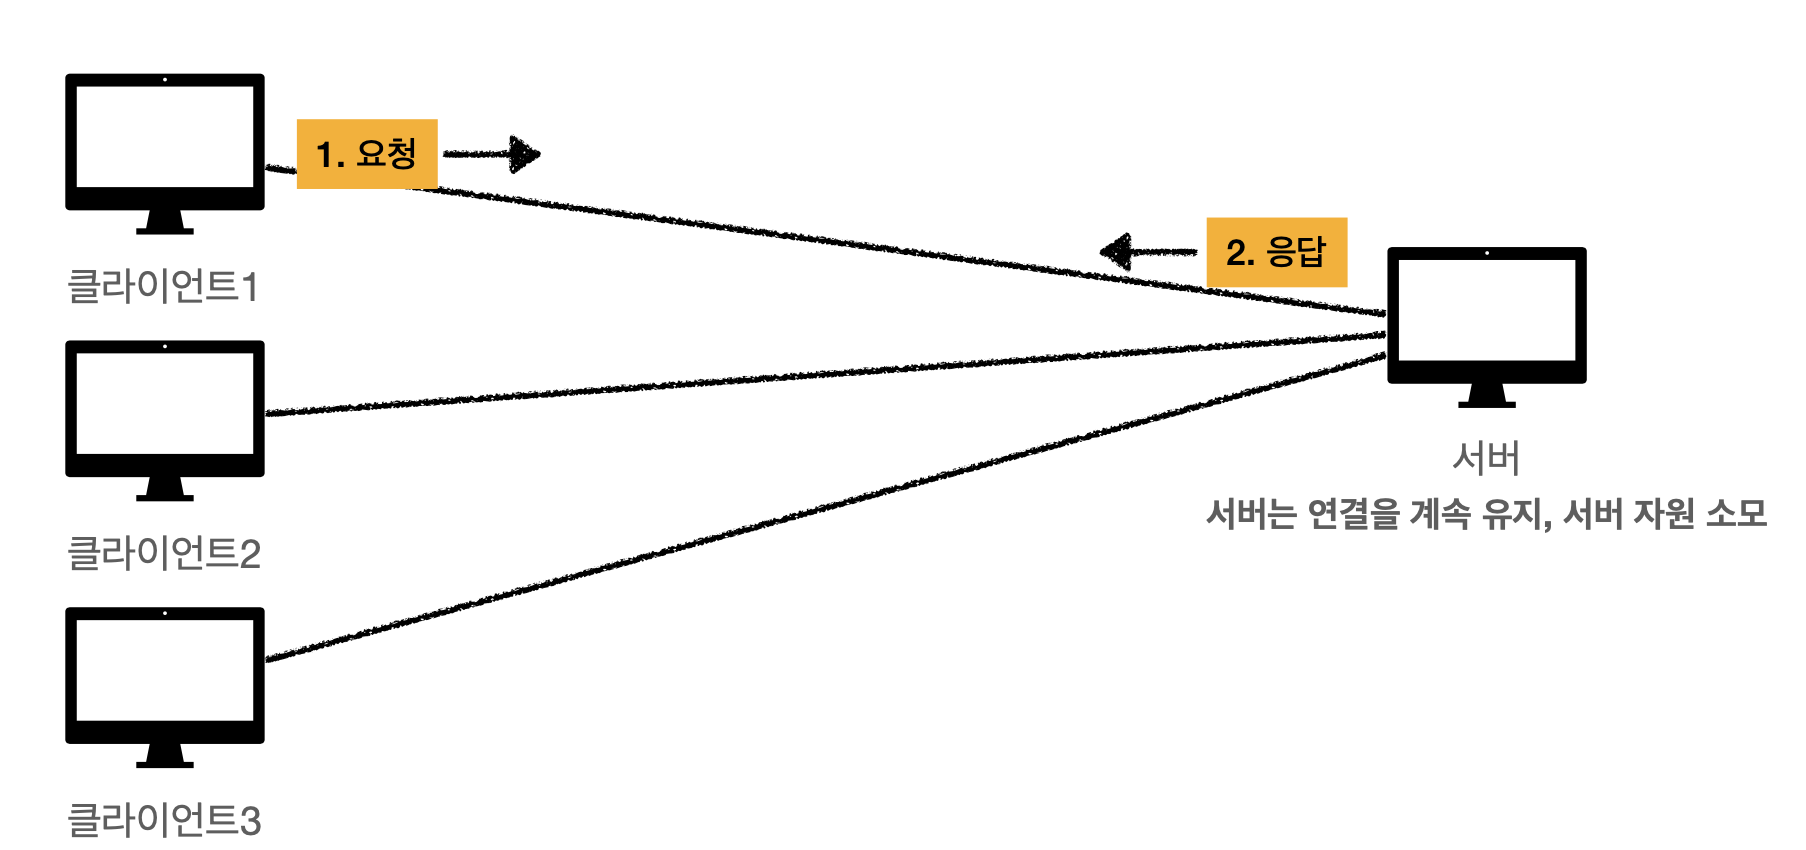 1. 요청
2. 응답
클라이언트1
클라이언트2
서버
서버는 연결을 계속 유지, 서버 자원 소모
클라이언트3